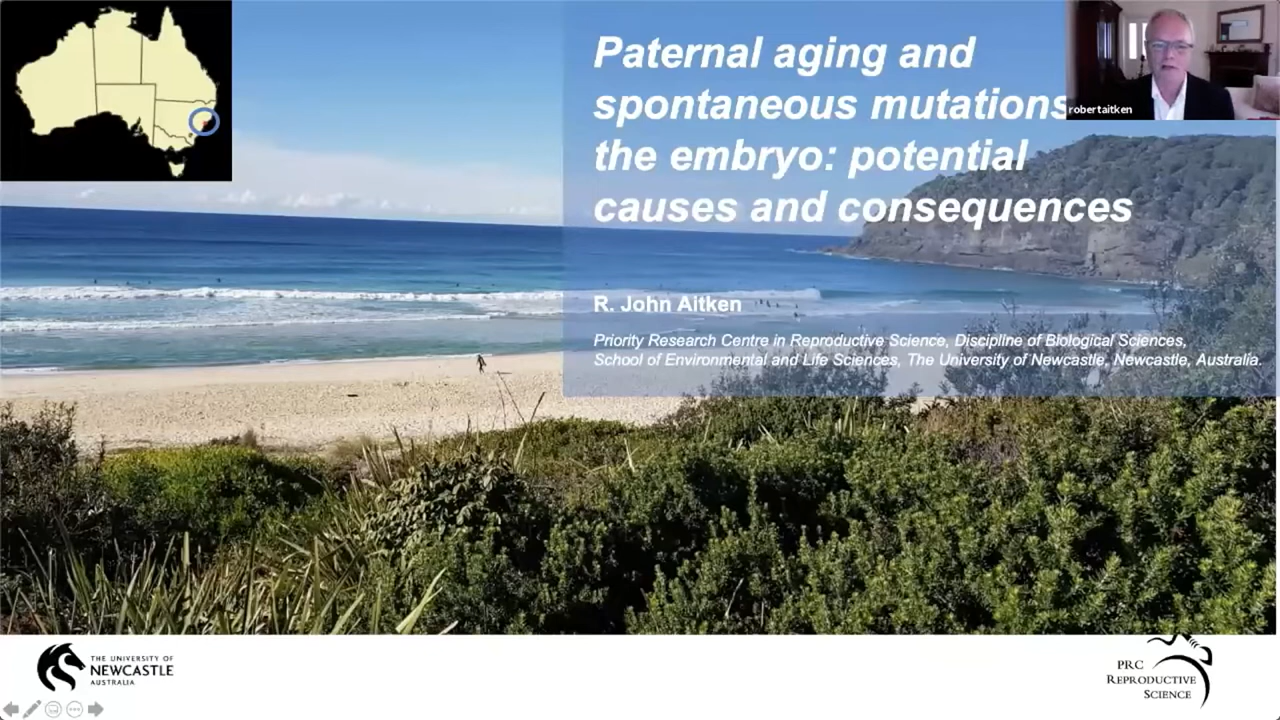 Paternal aging and
spontaneous mutations
the embryo: potential
causes and consequences
robertaitken
R. John Aitken
Priority Research Centre in Reproductive Science, Discipline of Biological Sciences,
School of Environmental and Life Sciences, The University of Newcastle, Newcastle, Australia.
THE UNIVERSITY OF
NEWCASTLE
AUSTRALIA
PRC
REPRODUCTIVE
SCIENCE